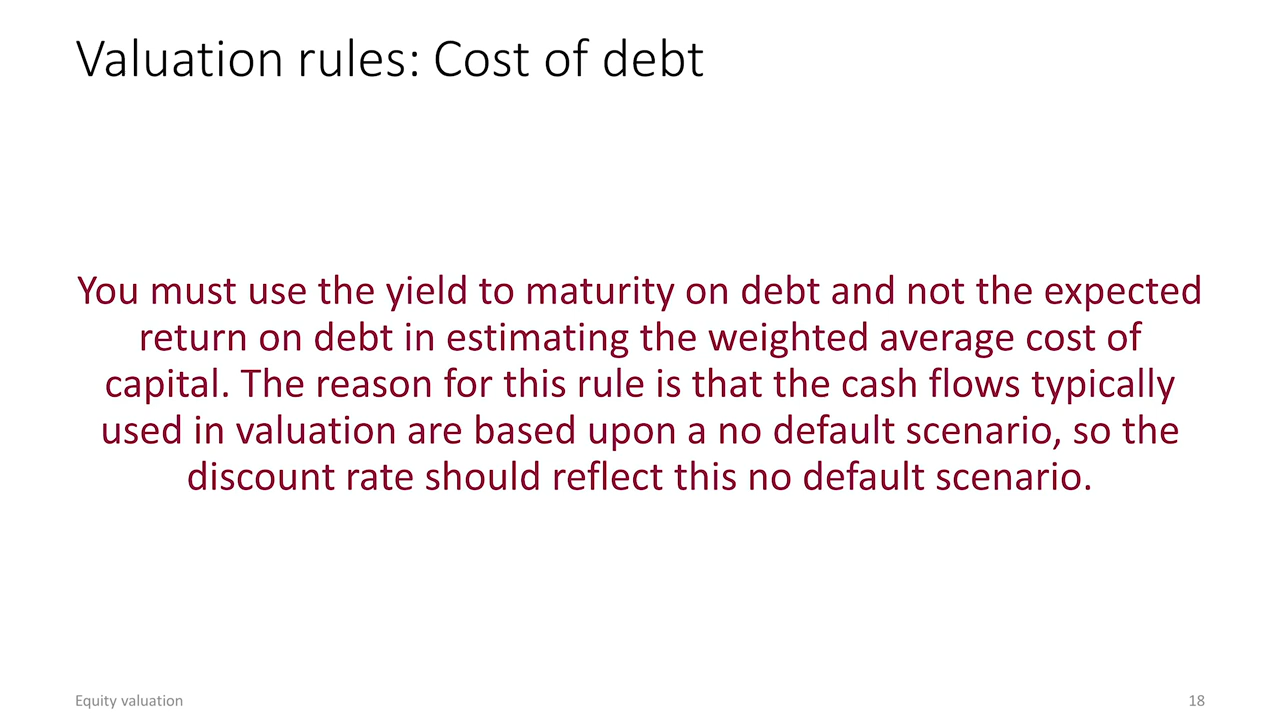 Valuation rules: Cost of debt
You must use the yield to maturity on debt and not the expected
return on debt in estimating the weighted average cost of
capital. The reason for this rule is that the cash flows typically
used in valuation are based upon a no default scenario, so the
discount rate should reflect this no default scenario.
Equity valuation
18